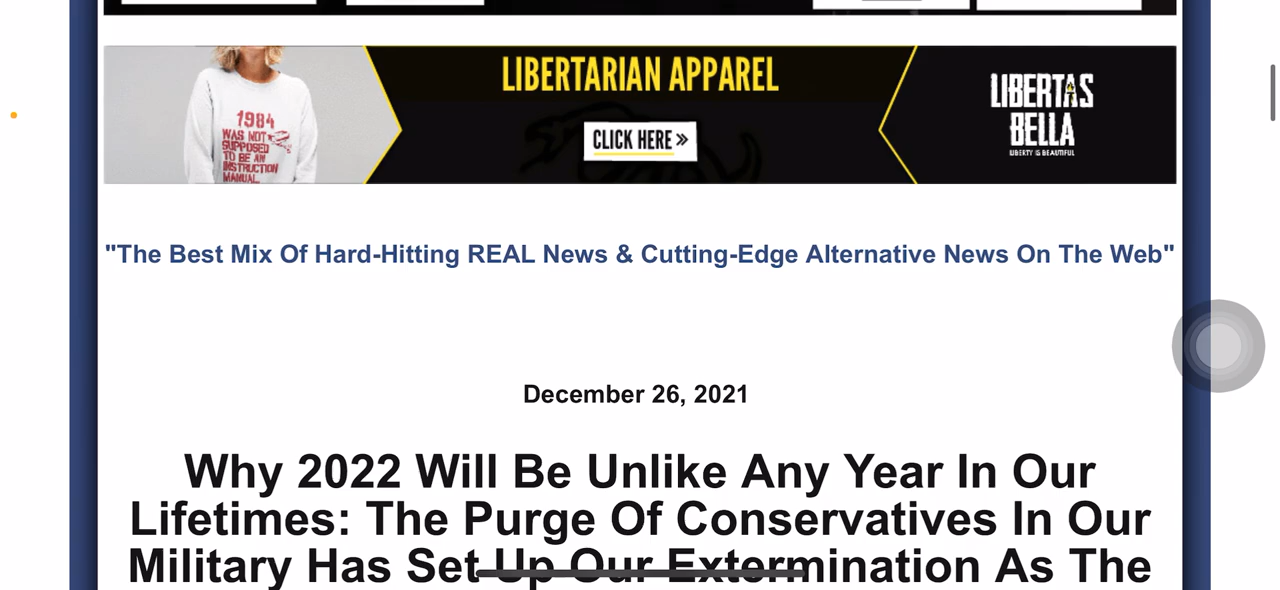 LIBERTARIAN APPAREL
CLICK HERE »
1984
WAS NOT
SUPPOSED
TO BE AN
INSTRUCTION
MANUAL.
LIBERTAS
BELLA
LIBERTY IS BEAUTIFUL
"The Best Mix Of Hard-Hitting REAL News & Cutting-Edge Alternative News On The Web"
December 26, 2021
Why 2022 Will Be Unlike Any Year In Our
Lifetimes: The Purge Of Conservatives In Our
Military Has Set Up Our Extermination As The